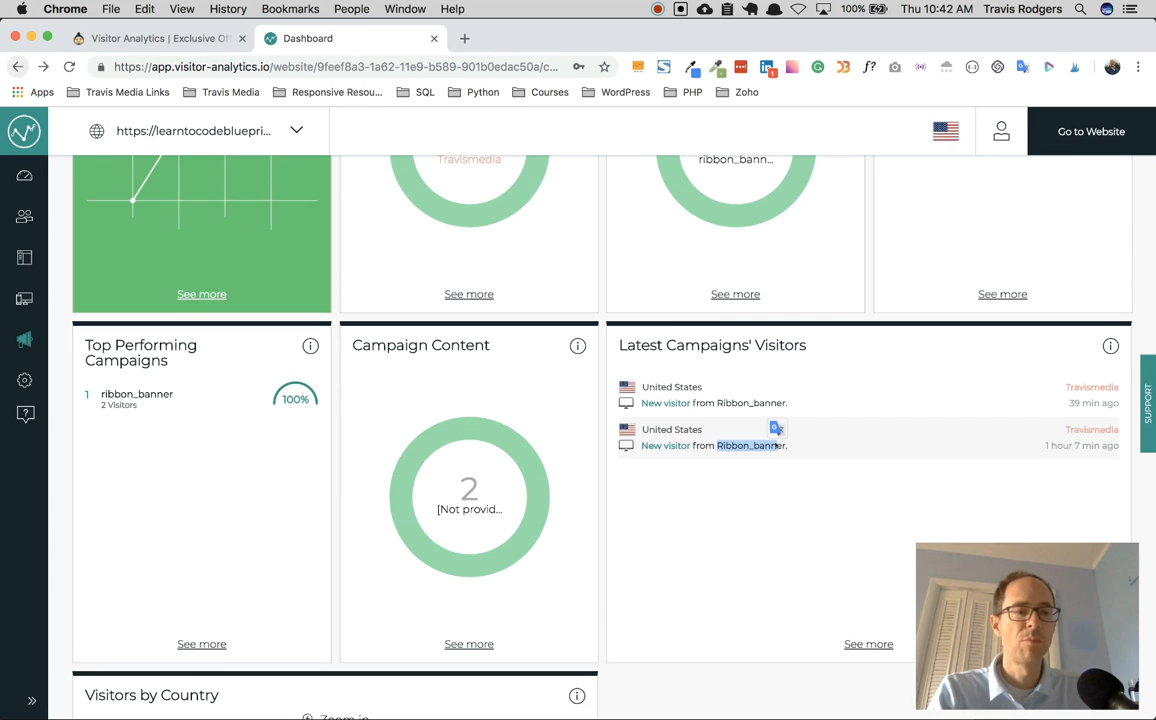 Chrome File Edit View History Bookmarks People Window Help 100% Thu 10:42 AM Travis Rodgers
Visitor Analytics | Exclusive Of Dashboard
https://app.visitor-analytics.io/website/9feef8a3-1a62-11e9-b589-901b0edac50a/c... f? 1
Apps Travis Media Links Travis Media Responsive Resou... SQL Python Courses WordPress PHP Zoho
https://learntocodebluepri... Go to Website
Travismedia ribbon_bann...
See more See more See more See more
Top Performing Campaigns
1 ribbon_banner 100%
2 Visitors
See more
Campaign Content
2
[Not provid...
See more
Latest Campaigns' Visitors
United States Travismedia
New visitor from Ribbon_banner. 39 min ago
United States Travismedia
New visitor from Ribbon_banner. 1 hour 7 min ago
See more
SUPPORT
Visitors by Country
Zoom in